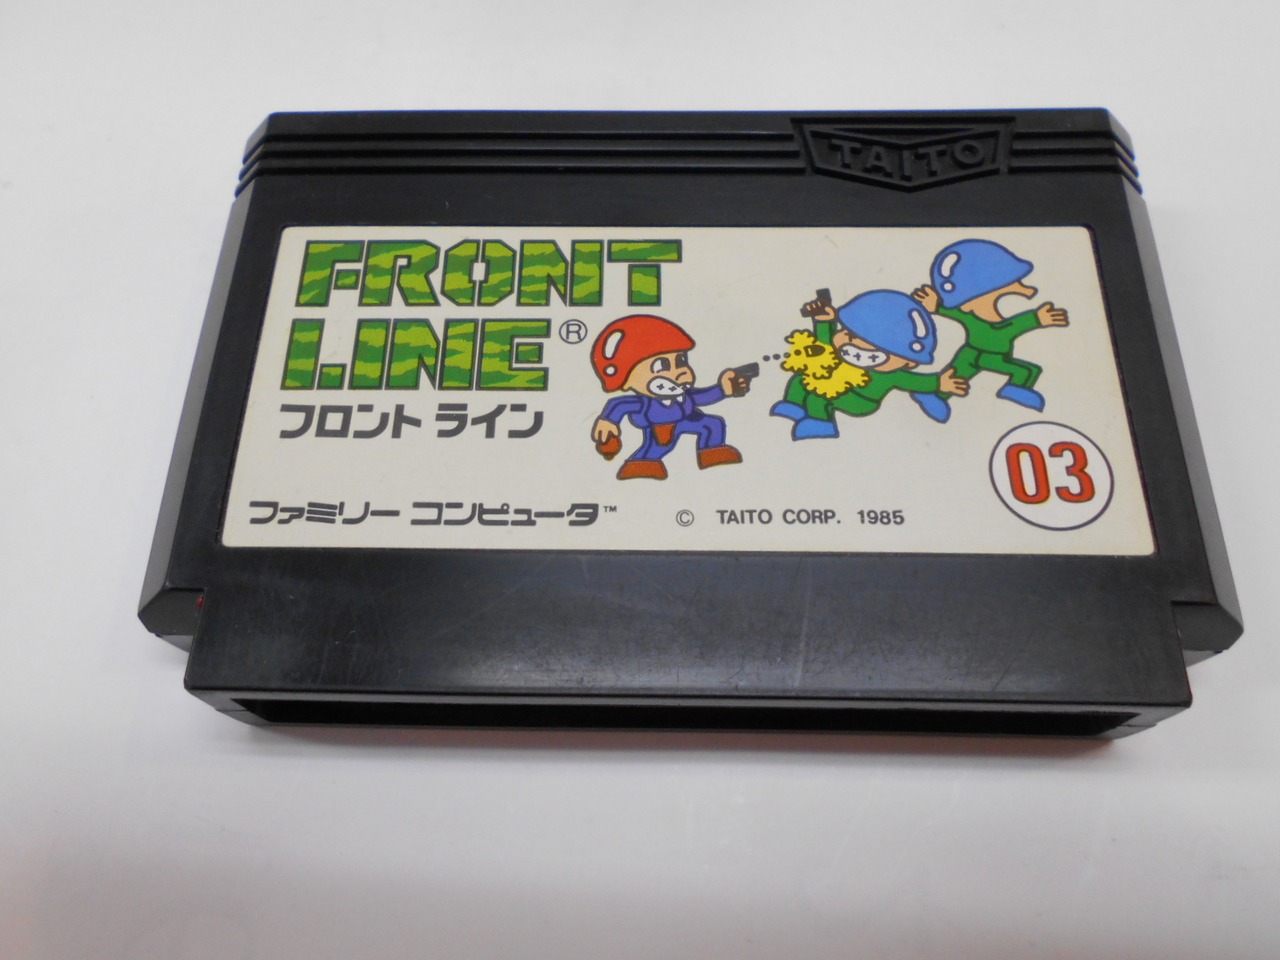 TAITO
FRONT
LINE®
フロント ライン
03
ファミリー コンピュータ™
© TAITO CORP. 1985